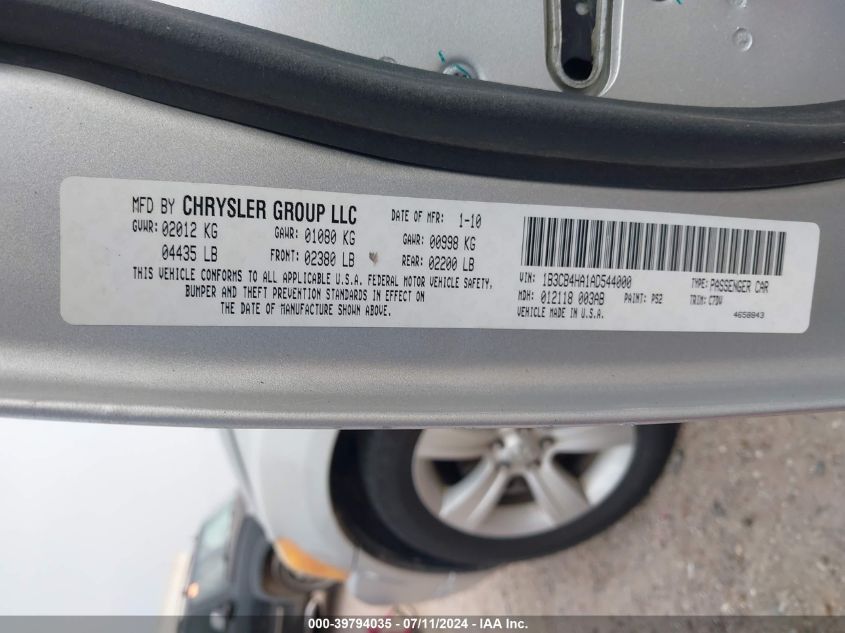 MFD BY CHRYSLER GROUP LLC DATE OF MFR: 1-10
GVWR: 02012 KG GAWR: 01080 KG GAWR: 00998 KG
04435 LB FRONT: 02380 LB REAR: 02200 LB
THIS VEHICLE CONFORMS TO ALL APPLICABLE U.S.A. FEDERAL MOTOR VEHICLE SAFETY,
BUMPER AND THEFT PREVENTION STANDARDS IN EFFECT ON
THE DATE OF MANUFACTURE SHOWN ABOVE.
VIN: 1B3CB4HA1AD544000 TYPE: PASSENGER CAR
MDH: 012118 003AB PAINT: PS2 TRIM: C7DV
VEHICLE MADE IN U.S.A. 4658843
000-39794035 - 07/11/2024 - IAA Inc.